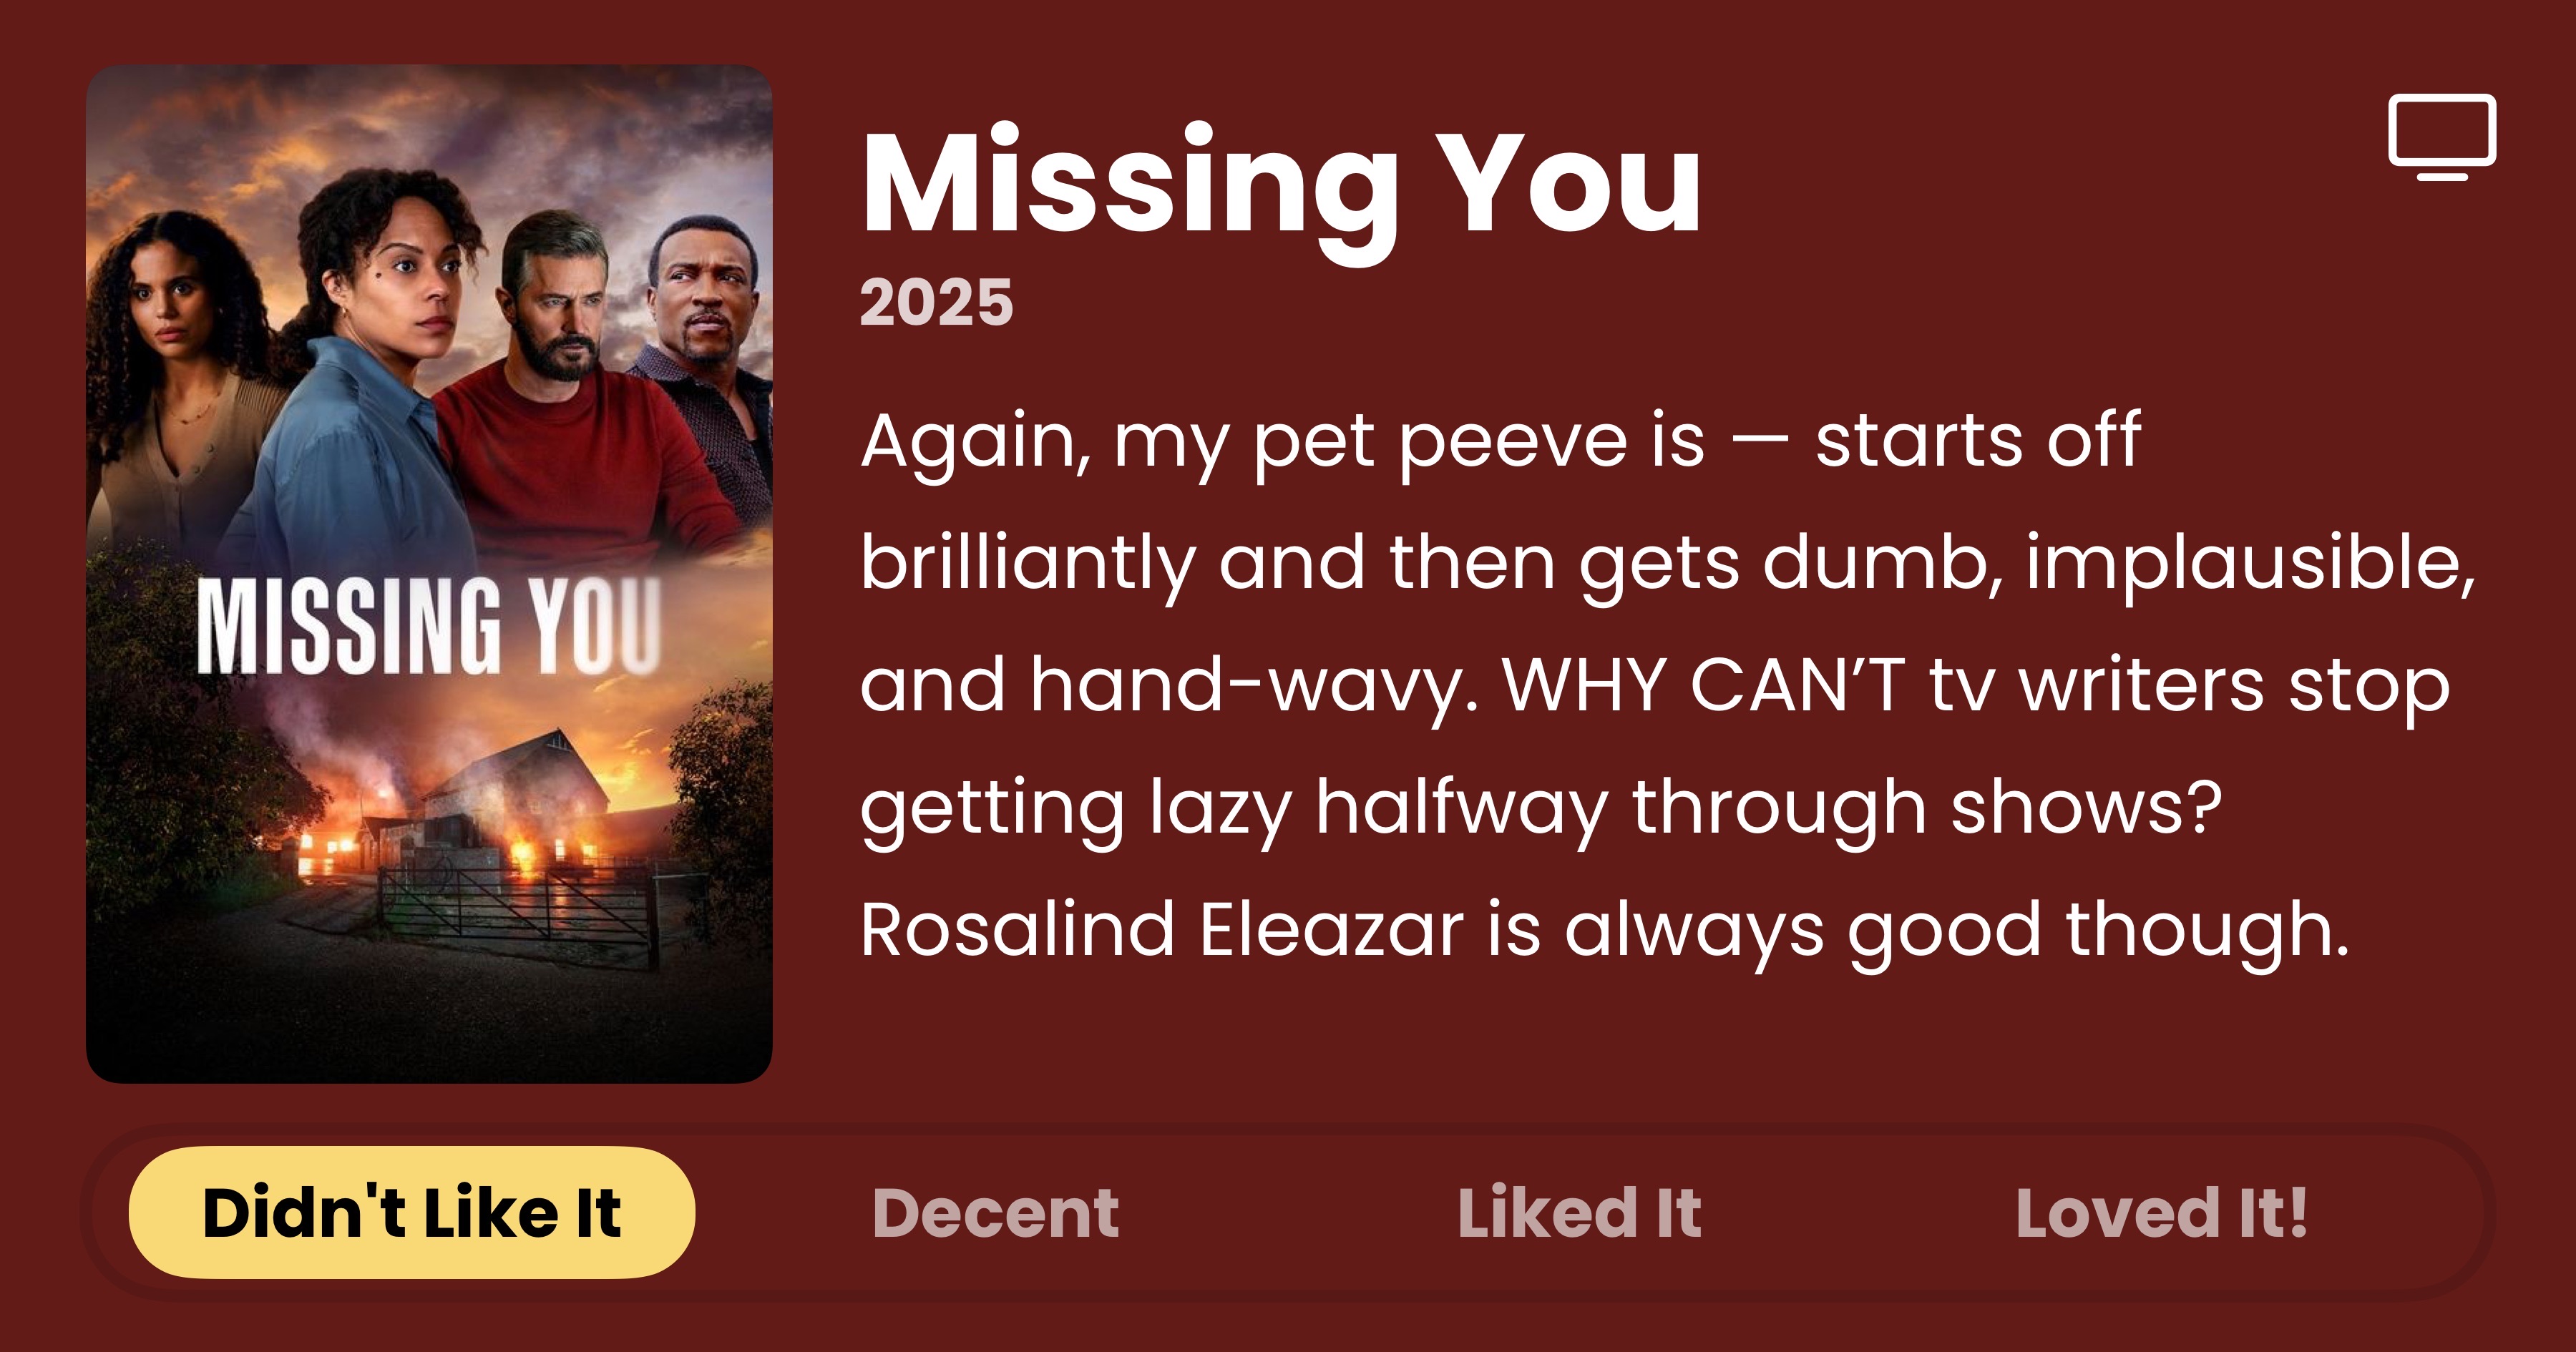 MISSING YOU
Missing You
2025
Again, my pet peeve is — starts off
brilliantly and then gets dumb, implausible,
and hand-wavy. WHY CAN’T tv writers stop
getting lazy halfway through shows?
Rosalind Eleazar is always good though.
Didn't Like It
Decent
Liked It
Loved It!